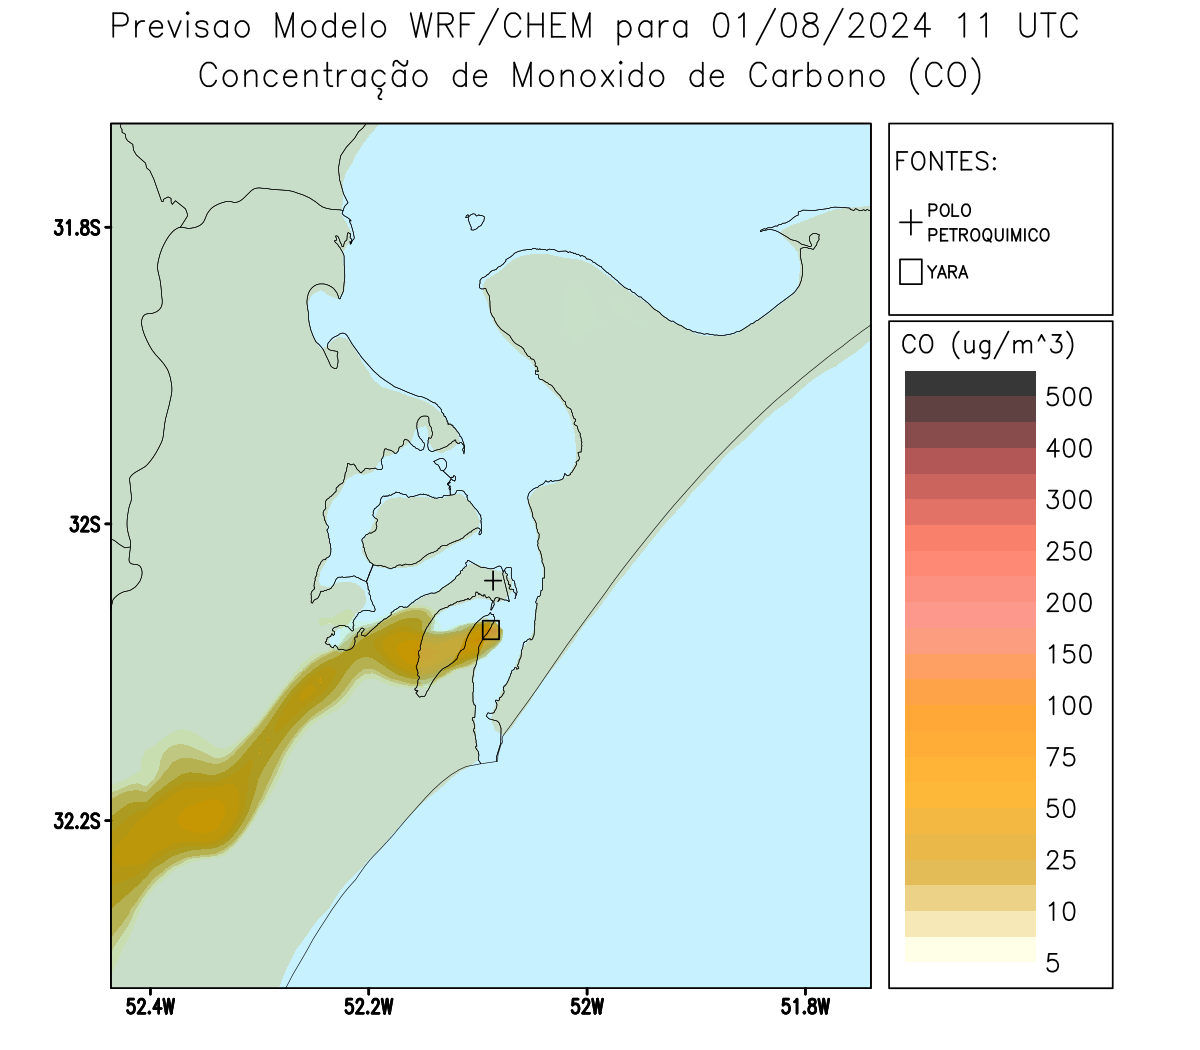 Previsao Modelo WRF/CHEM para 01/08/2024 11 UTC
Concentração de Monoxido de Carbono (CO)
FONTES:
POLO
PETROQUIMICO
YARA
CO (ug/m^3)
500
400
300
250
200
150
100
75
50
25
10
5
31.8S
32S
32.2S
52.4W
52.2W
52W
51.8W